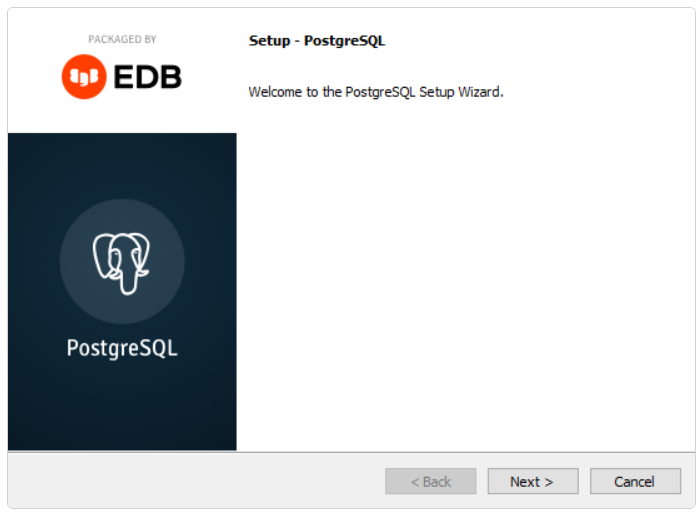 PACKAGED BY
EDB
PostgreSQL
Setup - PostgreSQL
Welcome to the PostgreSQL Setup Wizard.
< Back
Next >
Cancel